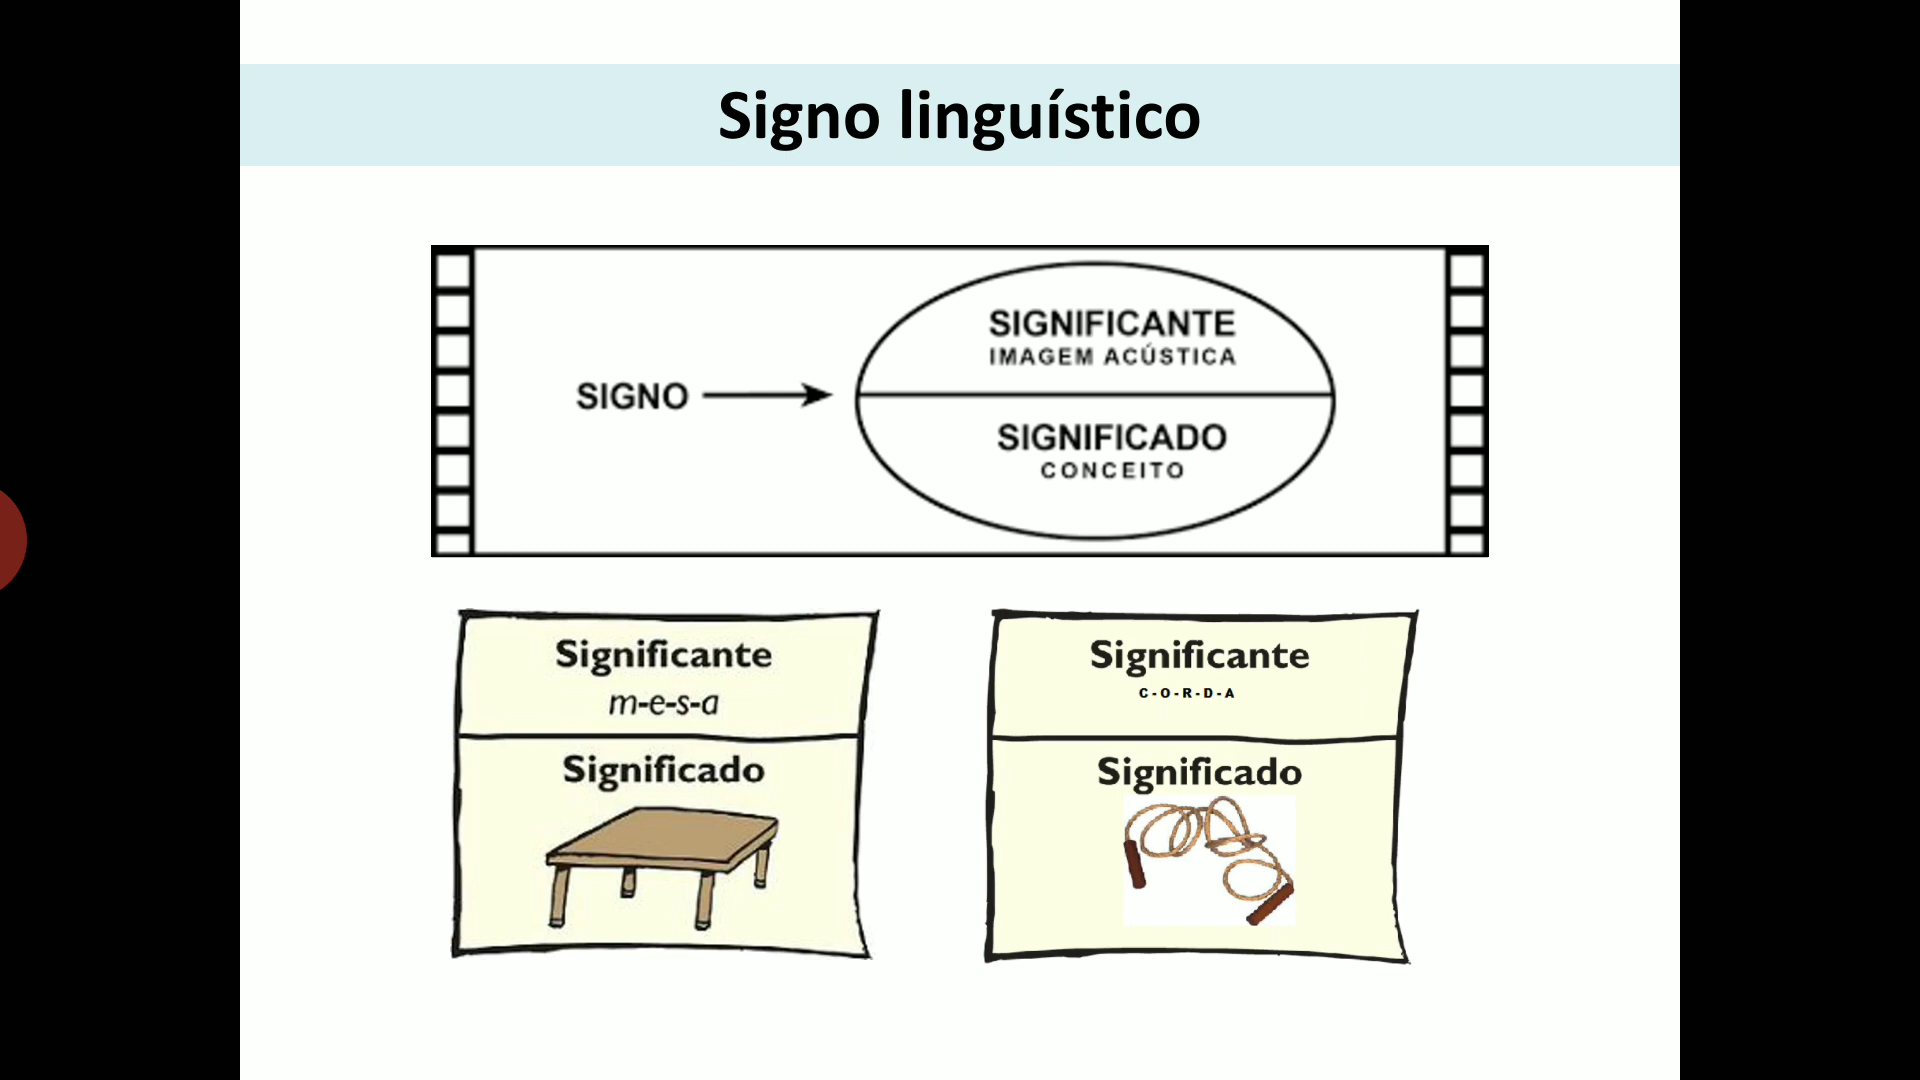 Signo linguístico
SIGNO
SIGNIFICANTE
IMAGEM ACÚSTICA
SIGNIFICADO
CONCEITO
Significante
m-e-s-a
Significado
Significante
C-O-R-D-A
Significado